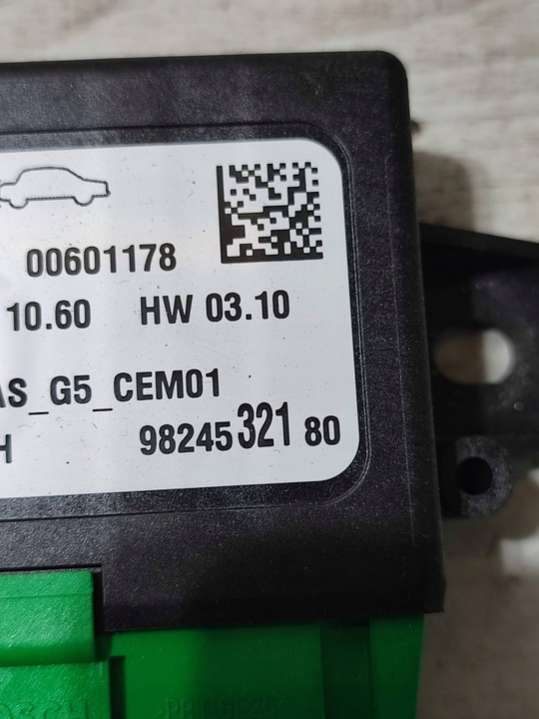 00601178
10.60 HW 03.10
AS_G5_CEM01
H 98245 321 80